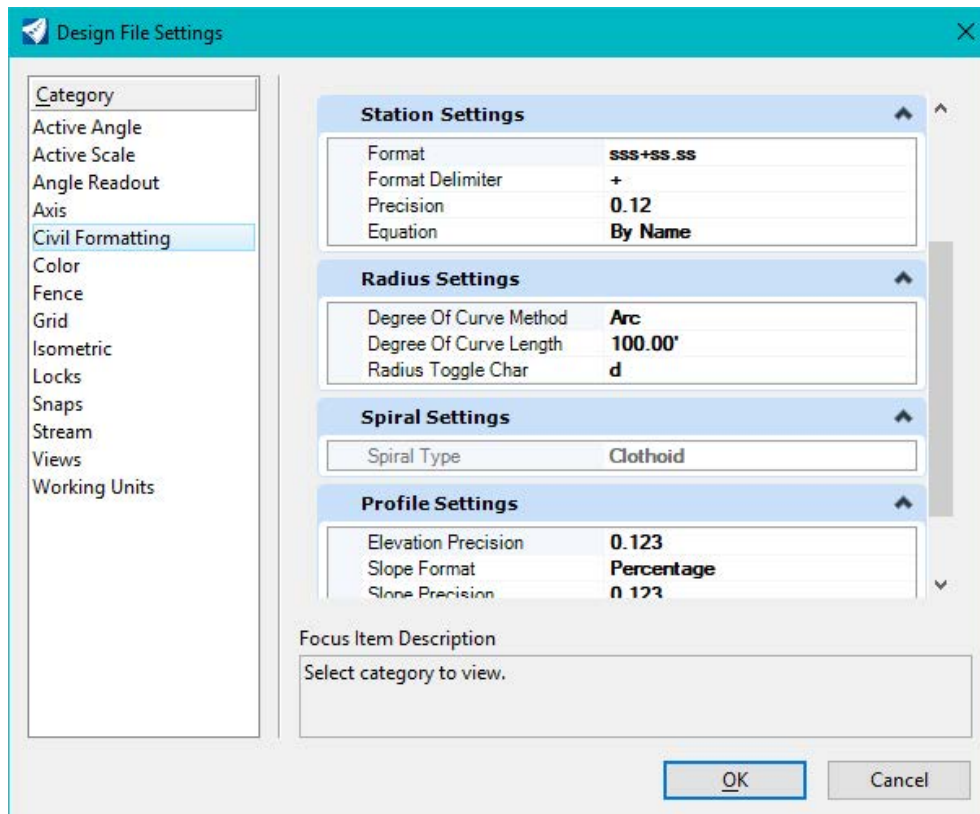 Design File Settings
Category
Active Angle
Active Scale
Angle Readout
Axis
Civil Formatting
Color
Fence
Grid
Isometric
Locks
Snaps
Stream
Views
Working Units
Station Settings
Format sss+ss.ss
Format Delimiter +
Precision 0.12
Equation By Name
Radius Settings
Degree Of Curve Method Arc
Degree Of Curve Length 100.00'
Radius Toggle Char d
Spiral Settings
Spiral Type Clothoid
Profile Settings
Elevation Precision 0.123
Slope Format Percentage
Slope Precision 0.123
Focus Item Description
Select category to view.
OK Cancel